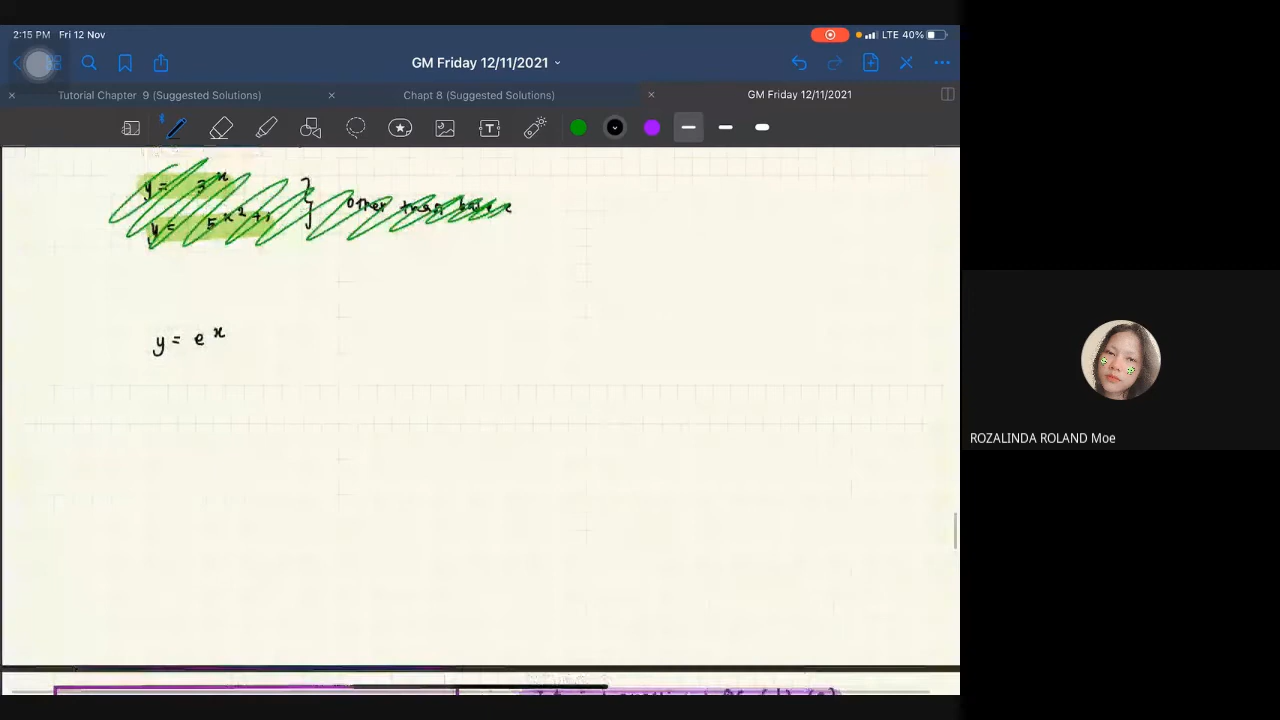 2:15 PM Fri 12 Nov
LTE 40%
GM Friday 12/11/2021
Tutorial Chapter 9 (Suggested Solutions)
Chapt 8 (Suggested Solutions)
GM Friday 12/11/2021
T
y = 3^x
y = 5^x²+1
other than base e
y = e^x
ROZALINDA ROLAND Moe